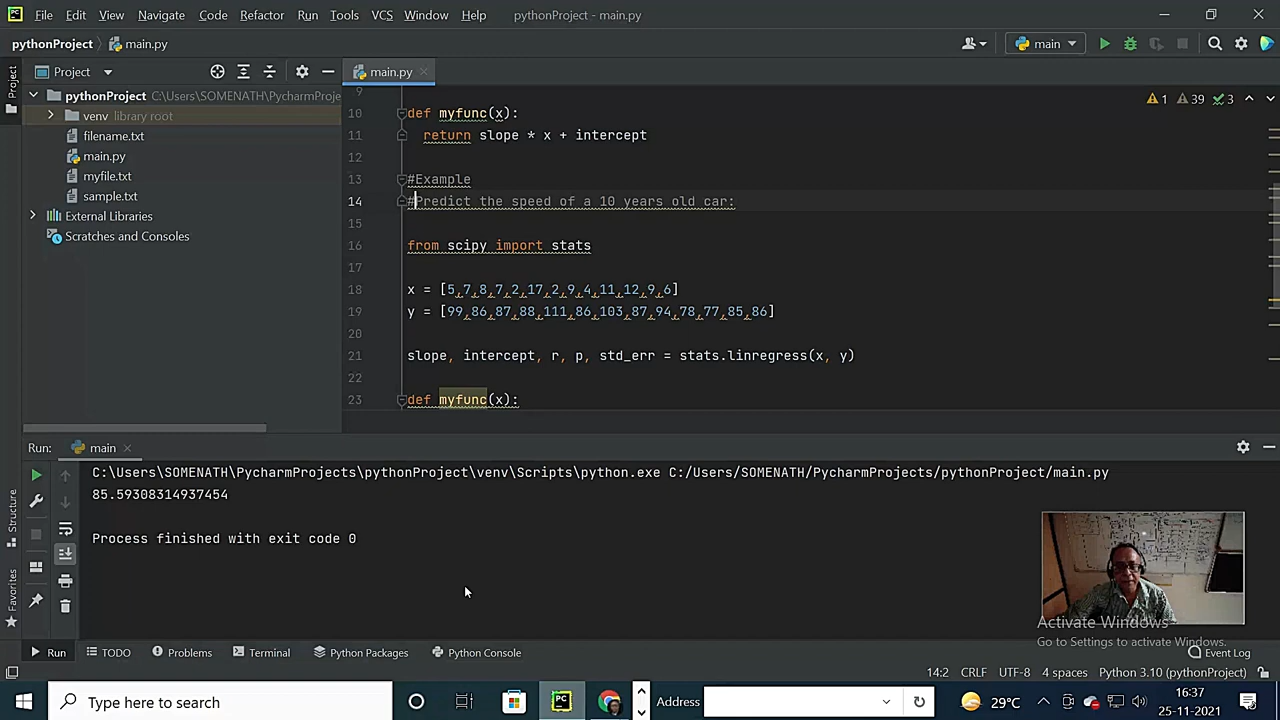 File Edit View Navigate Code Refactor Run Tools VCS Window Help pythonProject - main.py
pythonProject main.py main
Project main.py
Project
pythonProject C:\Users\SOMENATH\PycharmProje
venv library root
filename.txt
main.py
myfile.txt
sample.txt
External Libraries
Scratches and Consoles
1 39 3
9
10 def myfunc(x):
11 return slope * x + intercept
12
13 #Example
14 #Predict the speed of a 10 years old car:
15
16 from scipy import stats
17
18 x = [5,7,8,7,2,17,2,9,4,11,12,9,6]
19 y = [99,86,87,88,111,86,103,87,94,78,77,85,86]
20
21 slope, intercept, r, p, std_err = stats.linregress(x, y)
22
23 def myfunc(x):
Run: main
C:\Users\SOMENATH\PycharmProjects\pythonProject\venv\Scripts\python.exe C:/Users/SOMENATH/PycharmProjects/pythonProject/main.py
85.59308314937454
Process finished with exit code 0
Structure
Favorites
Activate Windows
Go to Settings to activate Windows.
Run TODO Problems Terminal Python Packages Python Console Event Log
14:2 CRLF UTF-8 4 spaces Python 3.10 (pythonProject)
Type here to search PC Address 29°C 16:37
25-11-2021